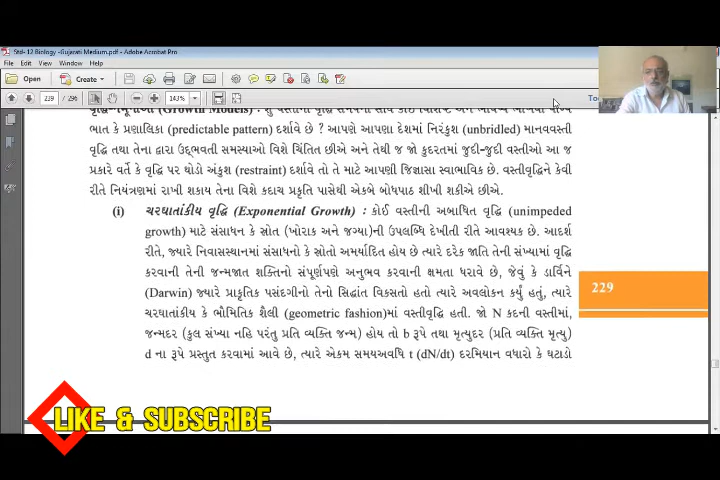 Std- 12 Biology -Gujarati Medium.pdf - Adobe Acrobat Pro
File Edit View Window Help
Open Create
239 / 296 143%
વૃદ્ધિ-મૂ (Growth Models) :
ભાત કે પ્રણાલિકા (predictable pattern) દર્શાવે છે ? આપણે આપણા દેશમાં નિરંકુશ (unbridled) માનવવસ્તી
વૃદ્ધિ તથા તેના દ્વારા ઉદ્ભવતી સમસ્યાઓ વિશે ચિંતિત છીએ અને તેથી જ જો કુદરતમાં જુદી-જુદી વસ્તીઓ આ જ
પ્રકારે વર્તે કે વૃદ્ધિ પર થોડો અંકુશ (restraint) દર્શાવે તો તે માટે આપણી જિજ્ઞાસા સ્વાભાવિક છે. વસ્તીવૃદ્ધિને કેવી
રીતે નિયંત્રણમાં રાખી શકાય તેના વિશે કદાચ પ્રકૃતિ પાસેથી એકબે બોધપાઠ શીખી શકીએ છીએ.
(i) ચરઘાતાંકીય વૃદ્ધિ (Exponential Growth) : કોઈ વસ્તીની અબાધિત વૃદ્ધિ (unimpeded
growth) માટે સંસાધન કે સ્રોત (ખોરાક અને જગ્યા)ની ઉપલબ્ધિ દેખીતી રીતે આવશ્યક છે. આદર્શ
રીતે, જ્યારે નિવાસસ્થાનમાં સંસાધનો કે સ્રોતો અમર્યાદિત હોય છે ત્યારે દરેક જાતિ તેની સંખ્યામાં વૃદ્ધિ
કરવાની તેની જન્મજાત શક્તિનો સંપૂર્ણપણે અનુભવ કરવાની ક્ષમતા ધરાવે છે, જેવું કે ડાર્વિને
(Darwin) જ્યારે પ્રાકૃતિક પસંદગીનો તેનો સિદ્ધાંત વિકસતો હતો ત્યારે અવલોકન કર્યું હતું, ત્યારે
ચરઘાતાંકીય કે ભૌમિતિક શૈલી (geometric fashion)માં વસ્તીવૃદ્ધિ હતી. જો N કદની વસ્તીમાં,
જન્મદર (કુલ સંખ્યા નહિ પરંતુ પ્રતિ વ્યક્તિ જન્મ) હોય તો b રૂપે તથા મૃત્યુદર (પ્રતિ વ્યક્તિ મૃત્યુ)
d ના રૂપે પ્રસ્તુત કરવામાં આવે છે, ત્યારે એકમ સમયઅવધિ t (dN/dt) દરમિયાન વધારો કે ઘટાડો
229
LIKE & SUBSCRIBE